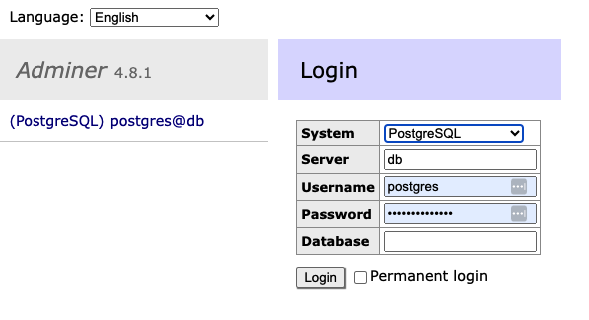 Language: English
Adminer 4.8.1
(PostgreSQL) postgres@db
Login
System PostgreSQL
Server db
Username postgres
Password ••••••••••••••
Database
Login Permanent login